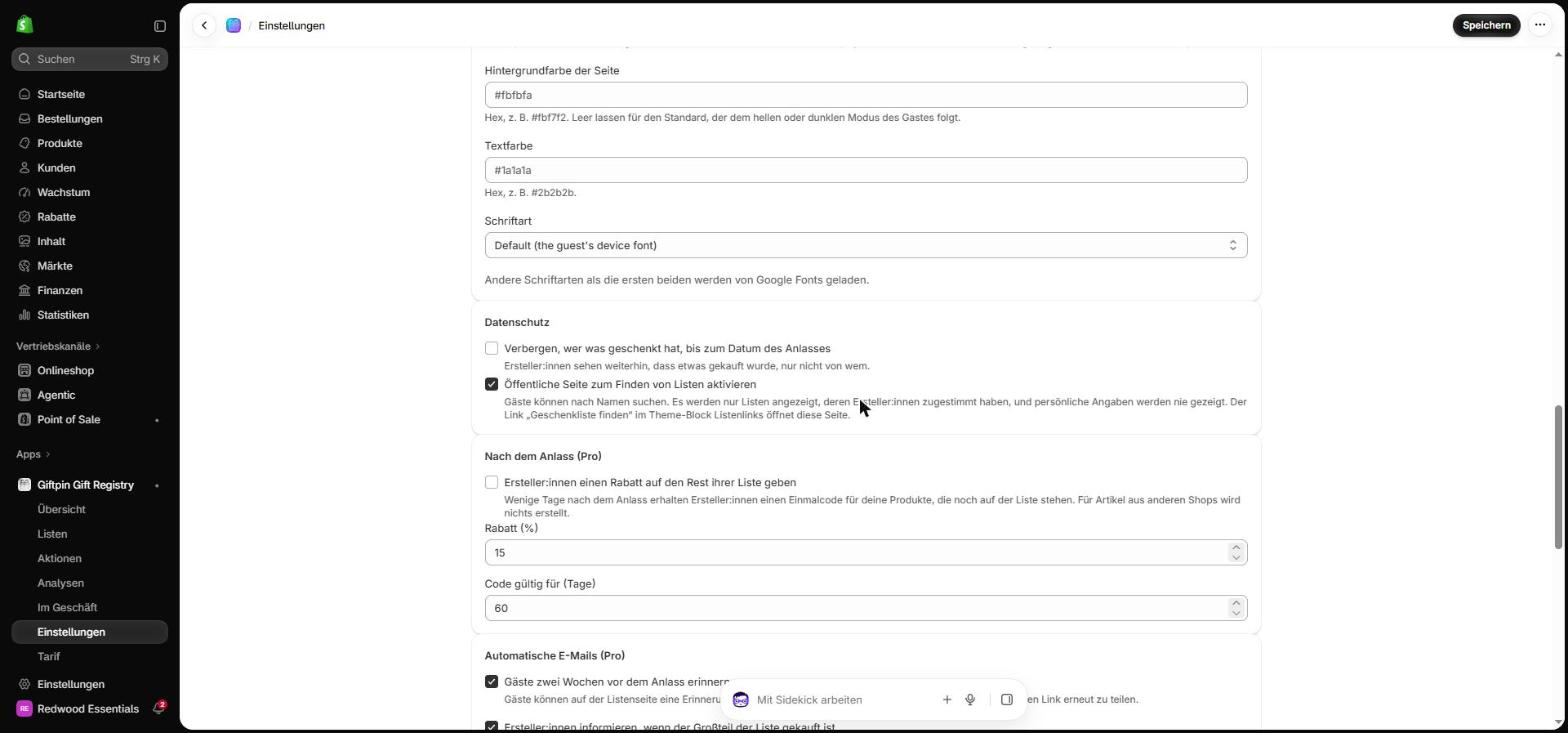 Einstellungen
Speichern
Suchen
Strg K
Startseite
Bestellungen
Produkte
Kunden
Wachstum
Rabatte
Inhalt
Märkte
Finanzen
Statistiken
Vertriebskanäle
Onlineshop
Agentic
Point of Sale
Apps
Giftpin Gift Registry
Übersicht
Listen
Aktionen
Analysen
Im Geschäft
Einstellungen
Tarif
Einstellungen
RE Redwood Essentials 2
Hintergrundfarbe der Seite
#fbfbfa
Hex, z. B. #fbf7f2. Leer lassen für den Standard, der dem hellen oder dunklen Modus des Gastes folgt.
Textfarbe
#1a1a1a
Hex, z. B. #2b2b2b.
Schriftart
Default (the guest's device font)
Andere Schriftarten als die ersten beiden werden von Google Fonts geladen.
Datenschutz
Verbergen, wer was geschenkt hat, bis zum Datum des Anlasses
Ersteller:innen sehen weiterhin, dass etwas gekauft wurde, nur nicht von wem.
Öffentliche Seite zum Finden von Listen aktivieren
Gäste können nach Namen suchen. Es werden nur Listen angezeigt, deren Ersteller:innen zugestimmt haben, und persönliche Angaben werden nie gezeigt. Der
Link „Geschenkliste finden“ im Theme-Block Listenlinks öffnet diese Seite.
Nach dem Anlass (Pro)
Ersteller:innen einen Rabatt auf den Rest ihrer Liste geben
Wenige Tage nach dem Anlass erhalten Ersteller:innen einen Einmalcode für deine Produkte, die noch auf der Liste stehen. Für Artikel aus anderen Shops wird
nichts erstellt.
Rabatt (%)
15
Code gültig für (Tage)
60
Automatische E-Mails (Pro)
Gäste zwei Wochen vor dem Anlass erinnern
Gäste können auf der Listenseite eine Erinneru
en Link erneut zu teilen.
Mit Sidekick arbeiten
Ersteller:innen informieren, wenn der Großteil der Liste gekauft ist